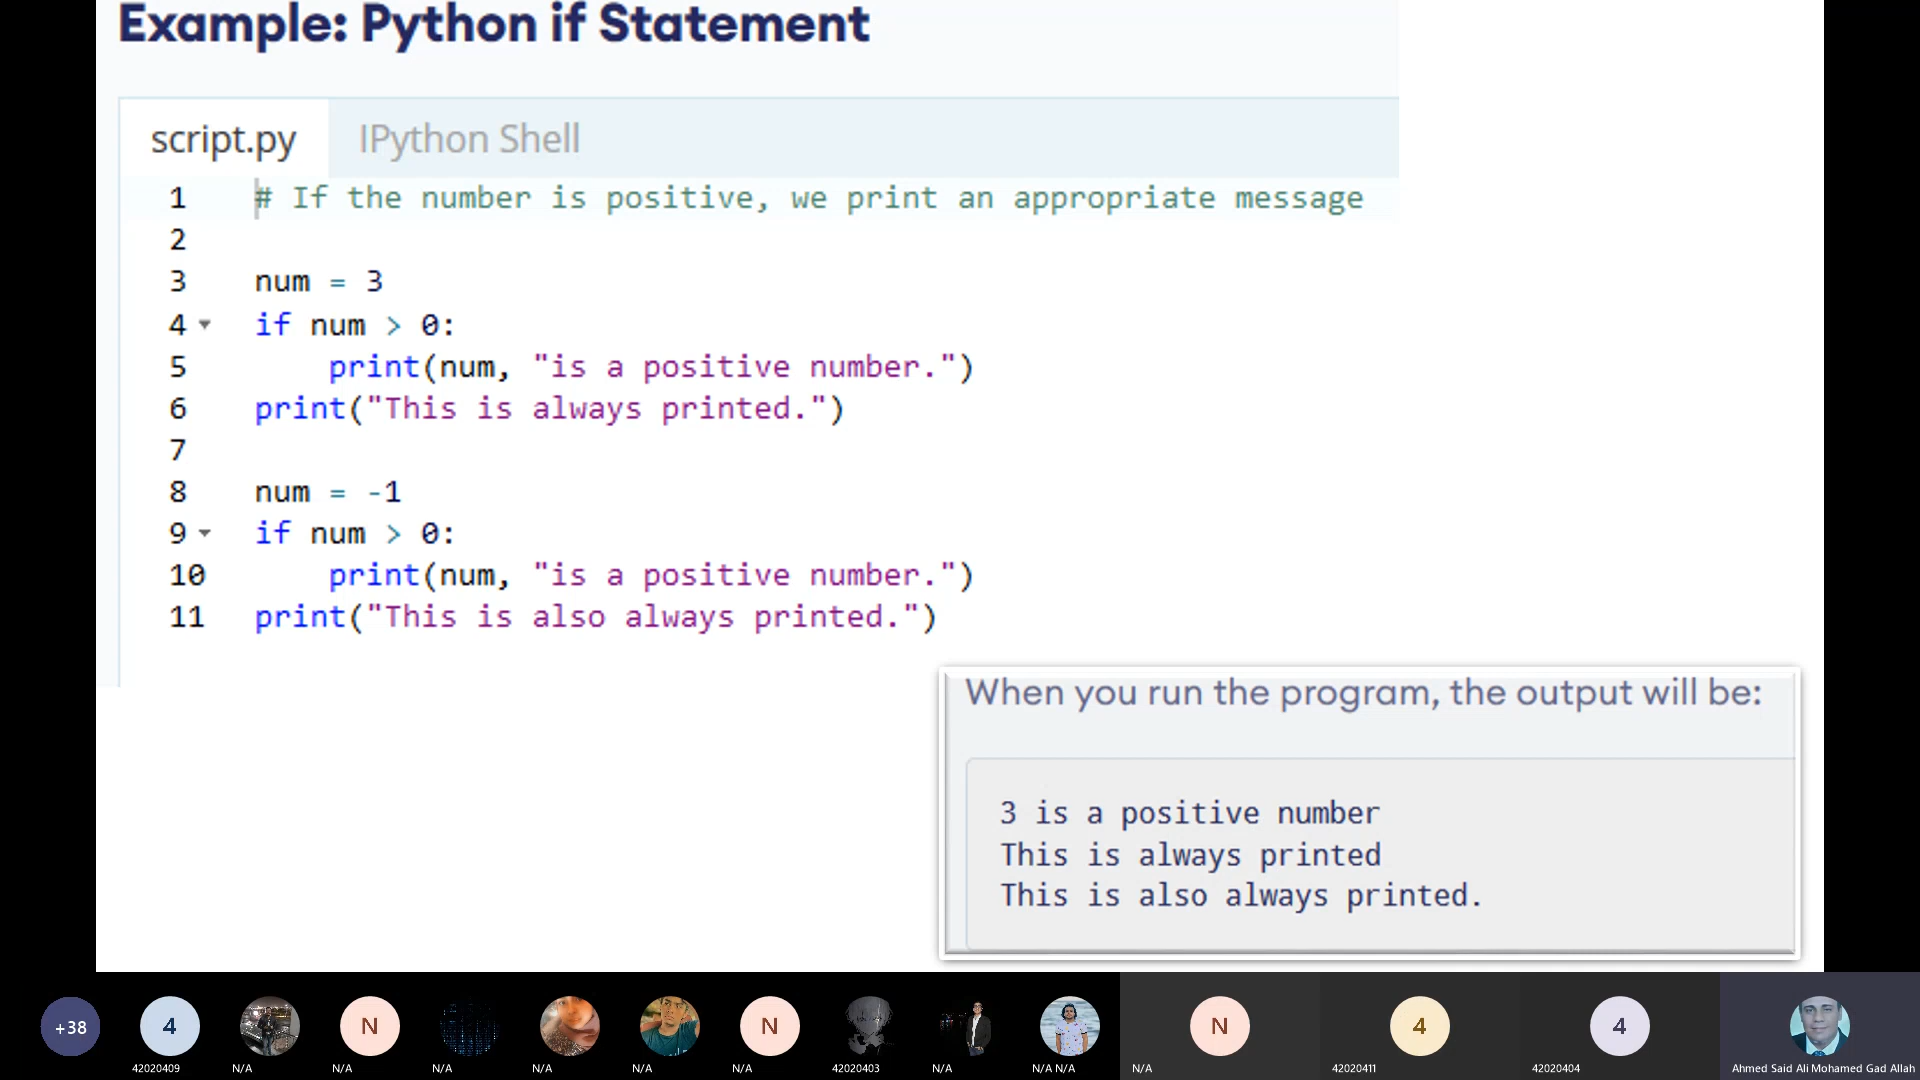 Example: Python if Statement
script.py IPython Shell
1 # If the number is positive, we print an appropriate message
2
3 num = 3
4 if num > 0:
5     print(num, "is a positive number.")
6 print("This is always printed.")
7
8 num = -1
9 if num > 0:
10     print(num, "is a positive number.")
11 print("This is also always printed.")
When you run the program, the output will be:
3 is a positive number
This is always printed
This is also always printed.
+38 4 N N N 4 4
42020409 N/A N/A N/A N/A N/A N/A 42020403 N/A N/A N/A N/A 42020411 42020404 Ahmed Said Ali Mohamed Gad Allah